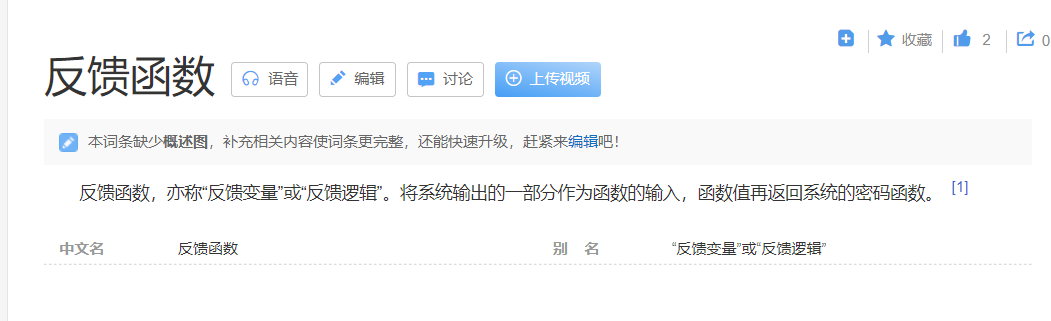 收藏 2 0
反馈函数 语音 编辑 讨论 上传视频
本词条缺少概述图，补充相关内容使词条更完整，还能快速升级，赶紧来编辑吧！
反馈函数，亦称“反馈变量”或“反馈逻辑”。将系统输出的一部分作为函数的输入，函数值再返回系统的密码函数。 [1]
中文名 反馈函数 别 名 “反馈变量”或“反馈逻辑”